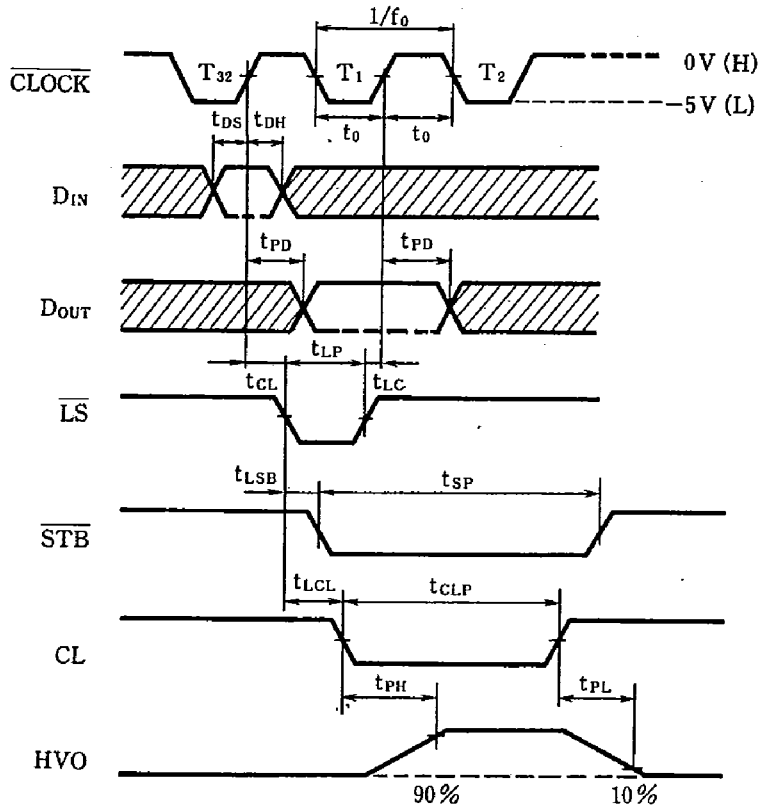 1/f₀
CLOCK T₃₂ T₁ T₂ 0V (H)
-5V (L)
tDS tDH t₀ t₀
DIN
tPD tPD
DOUT
tLP
tCL tLC
LS
tLSB tSP
STB
tLCL tCLP
CL
tPH tPL
HVO
90% 10%